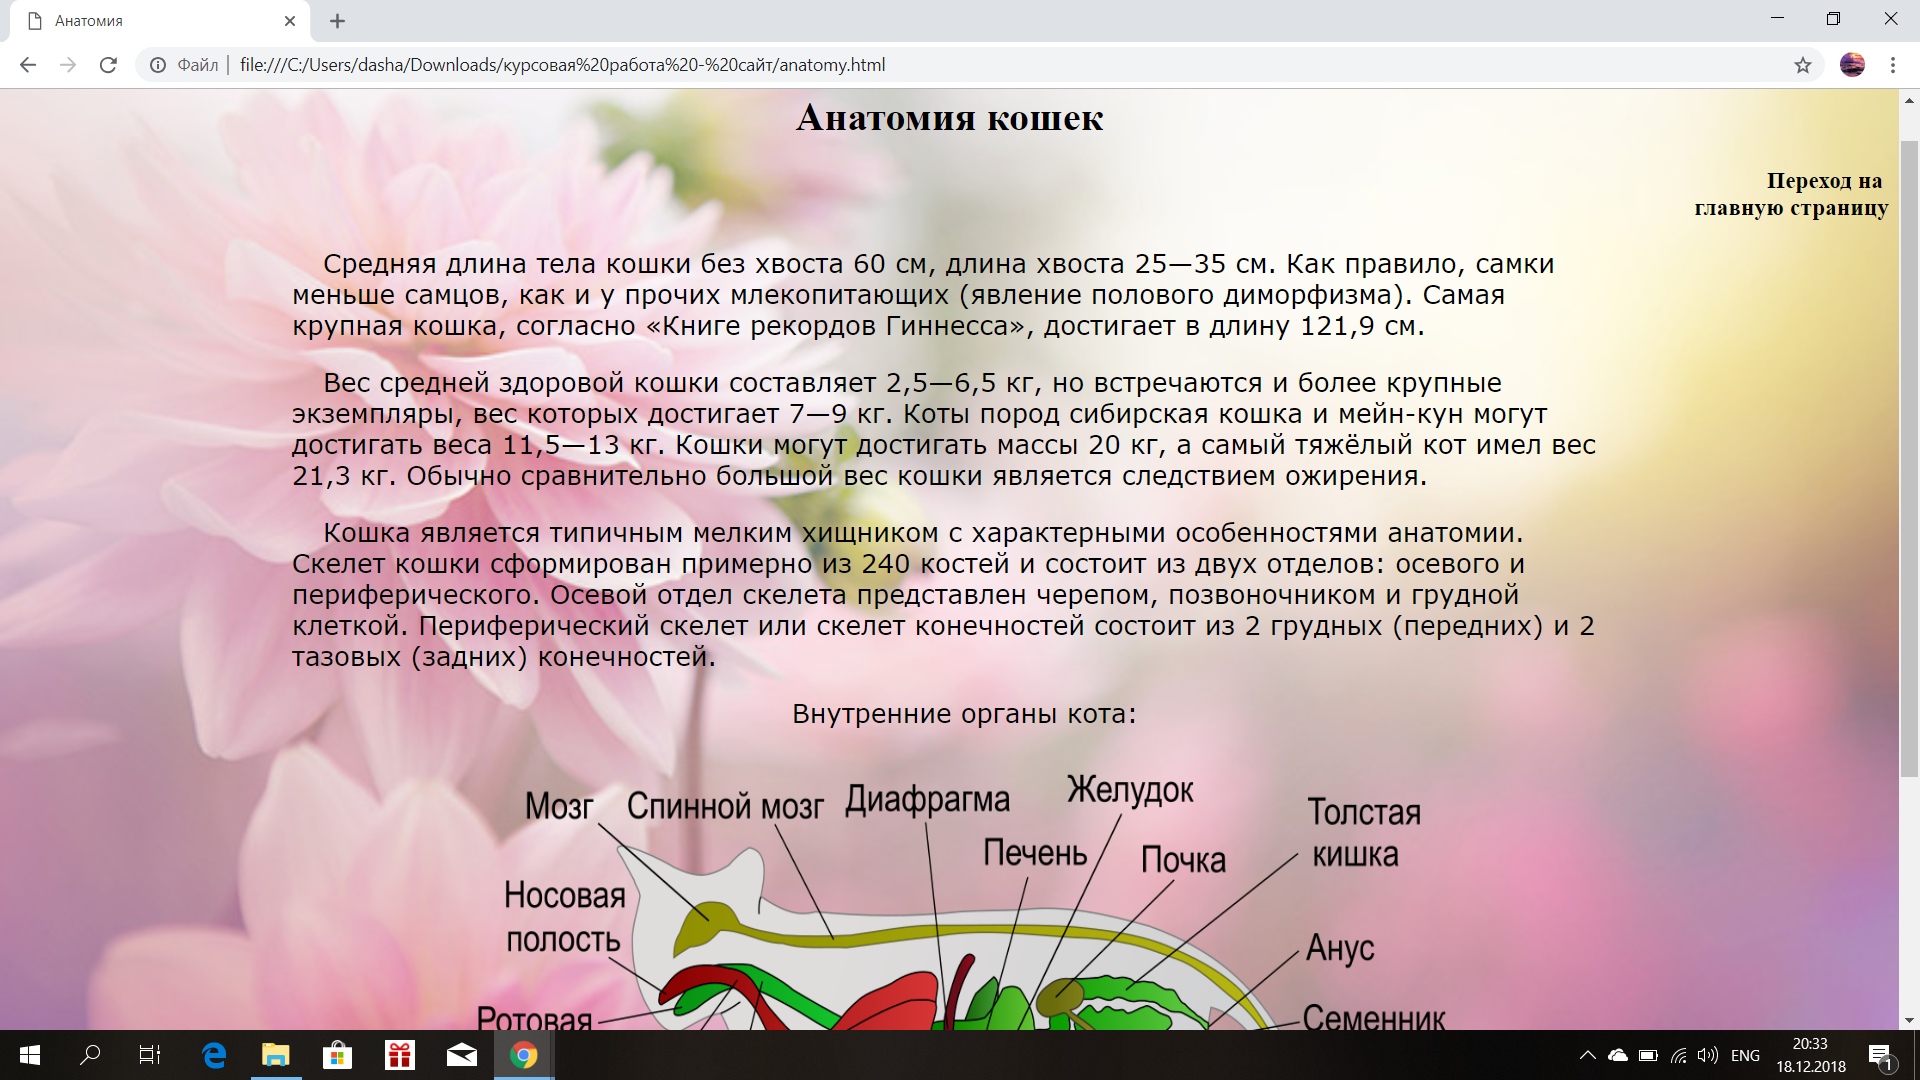 Анатомия
Файл | file:///C:/Users/dasha/Downloads/курсовая%20работа%20-%20сайт/anatomy.html
Анатомия кошек
Переход на
главную страницу
Средняя длина тела кошки без хвоста 60 см, длина хвоста 25—35 см. Как правило, самки
меньше самцов, как и у прочих млекопитающих (явление полового диморфизма). Самая
крупная кошка, согласно «Книге рекордов Гиннесса», достигает в длину 121,9 см.
Вес средней здоровой кошки составляет 2,5—6,5 кг, но встречаются и более крупные
экземпляры, вес которых достигает 7—9 кг. Коты пород сибирская кошка и мейн-кун могут
достигать веса 11,5—13 кг. Кошки могут достигать массы 20 кг, а самый тяжёлый кот имел вес
21,3 кг. Обычно сравнительно большой вес кошки является следствием ожирения.
Кошка является типичным мелким хищником с характерными особенностями анатомии.
Скелет кошки сформирован примерно из 240 костей и состоит из двух отделов: осевого и
периферического. Осевой отдел скелета представлен черепом, позвоночником и грудной
клеткой. Периферический скелет или скелет конечностей состоит из 2 грудных (передних) и 2
тазовых (задних) конечностей.
Внутренние органы кота:
Мозг
Спинной мозг
Диафрагма
Желудок
Толстая
кишка
Печень
Почка
Носовая
полость
Анус
Ротовая
Семенник
ENG
20:33
18.12.2018
1